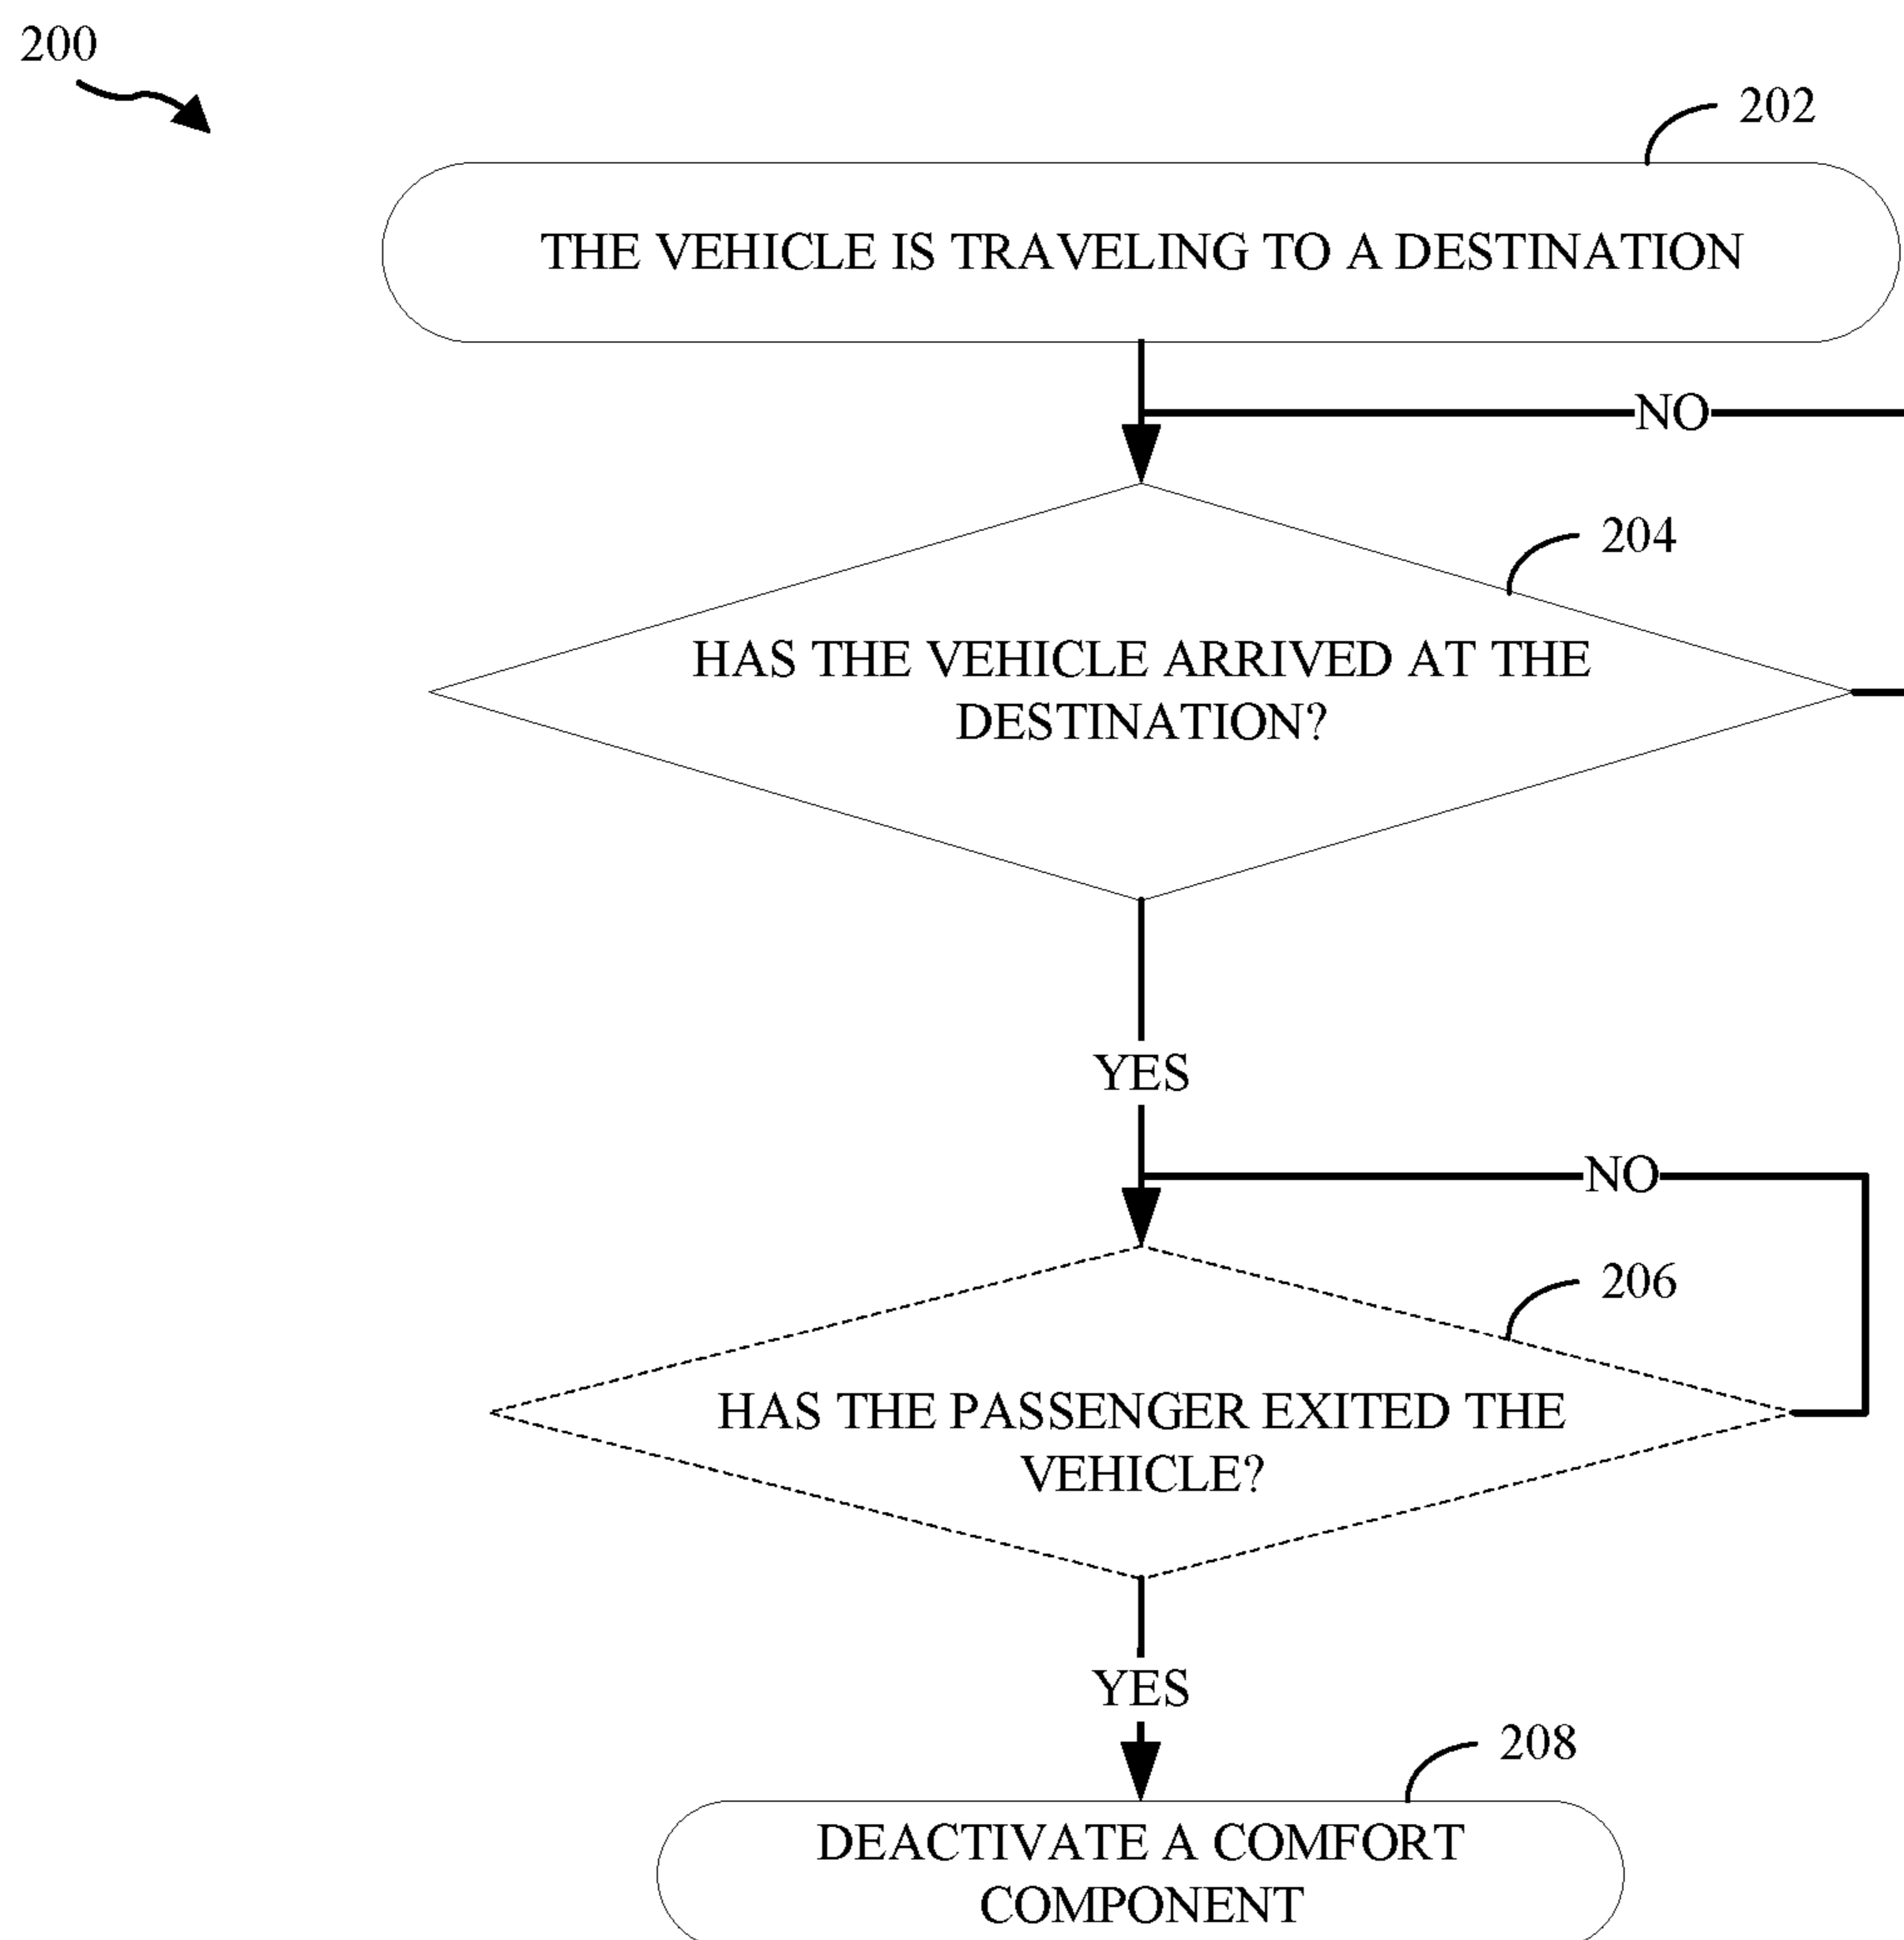 200
202
THE VEHICLE IS TRAVELING TO A DESTINATION
NO
204
HAS THE VEHICLE ARRIVED AT THE
DESTINATION?
YES
NO
206
HAS THE PASSENGER EXITED THE
VEHICLE?
YES
208
DEACTIVATE A COMFORT
COMPONENT